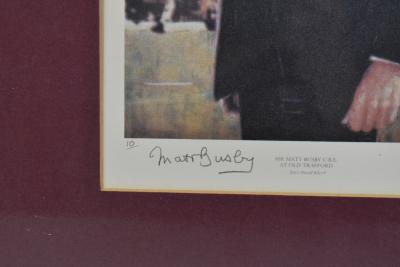 10.
Matt Busby
SIR MATT BUSBY C.B.E.
AT OLD TRAFFORD